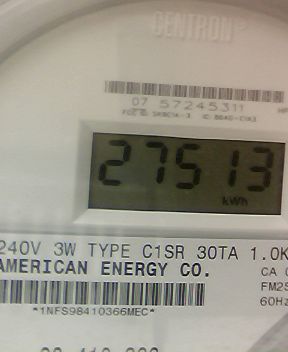 CENTRON®
07 57245311
27513
kWh
240V 3W TYPE C1SR 30TA 1.0K
AMERICAN ENERGY CO.
CA
FM2S
60Hz
*1NFS98410366MEC*